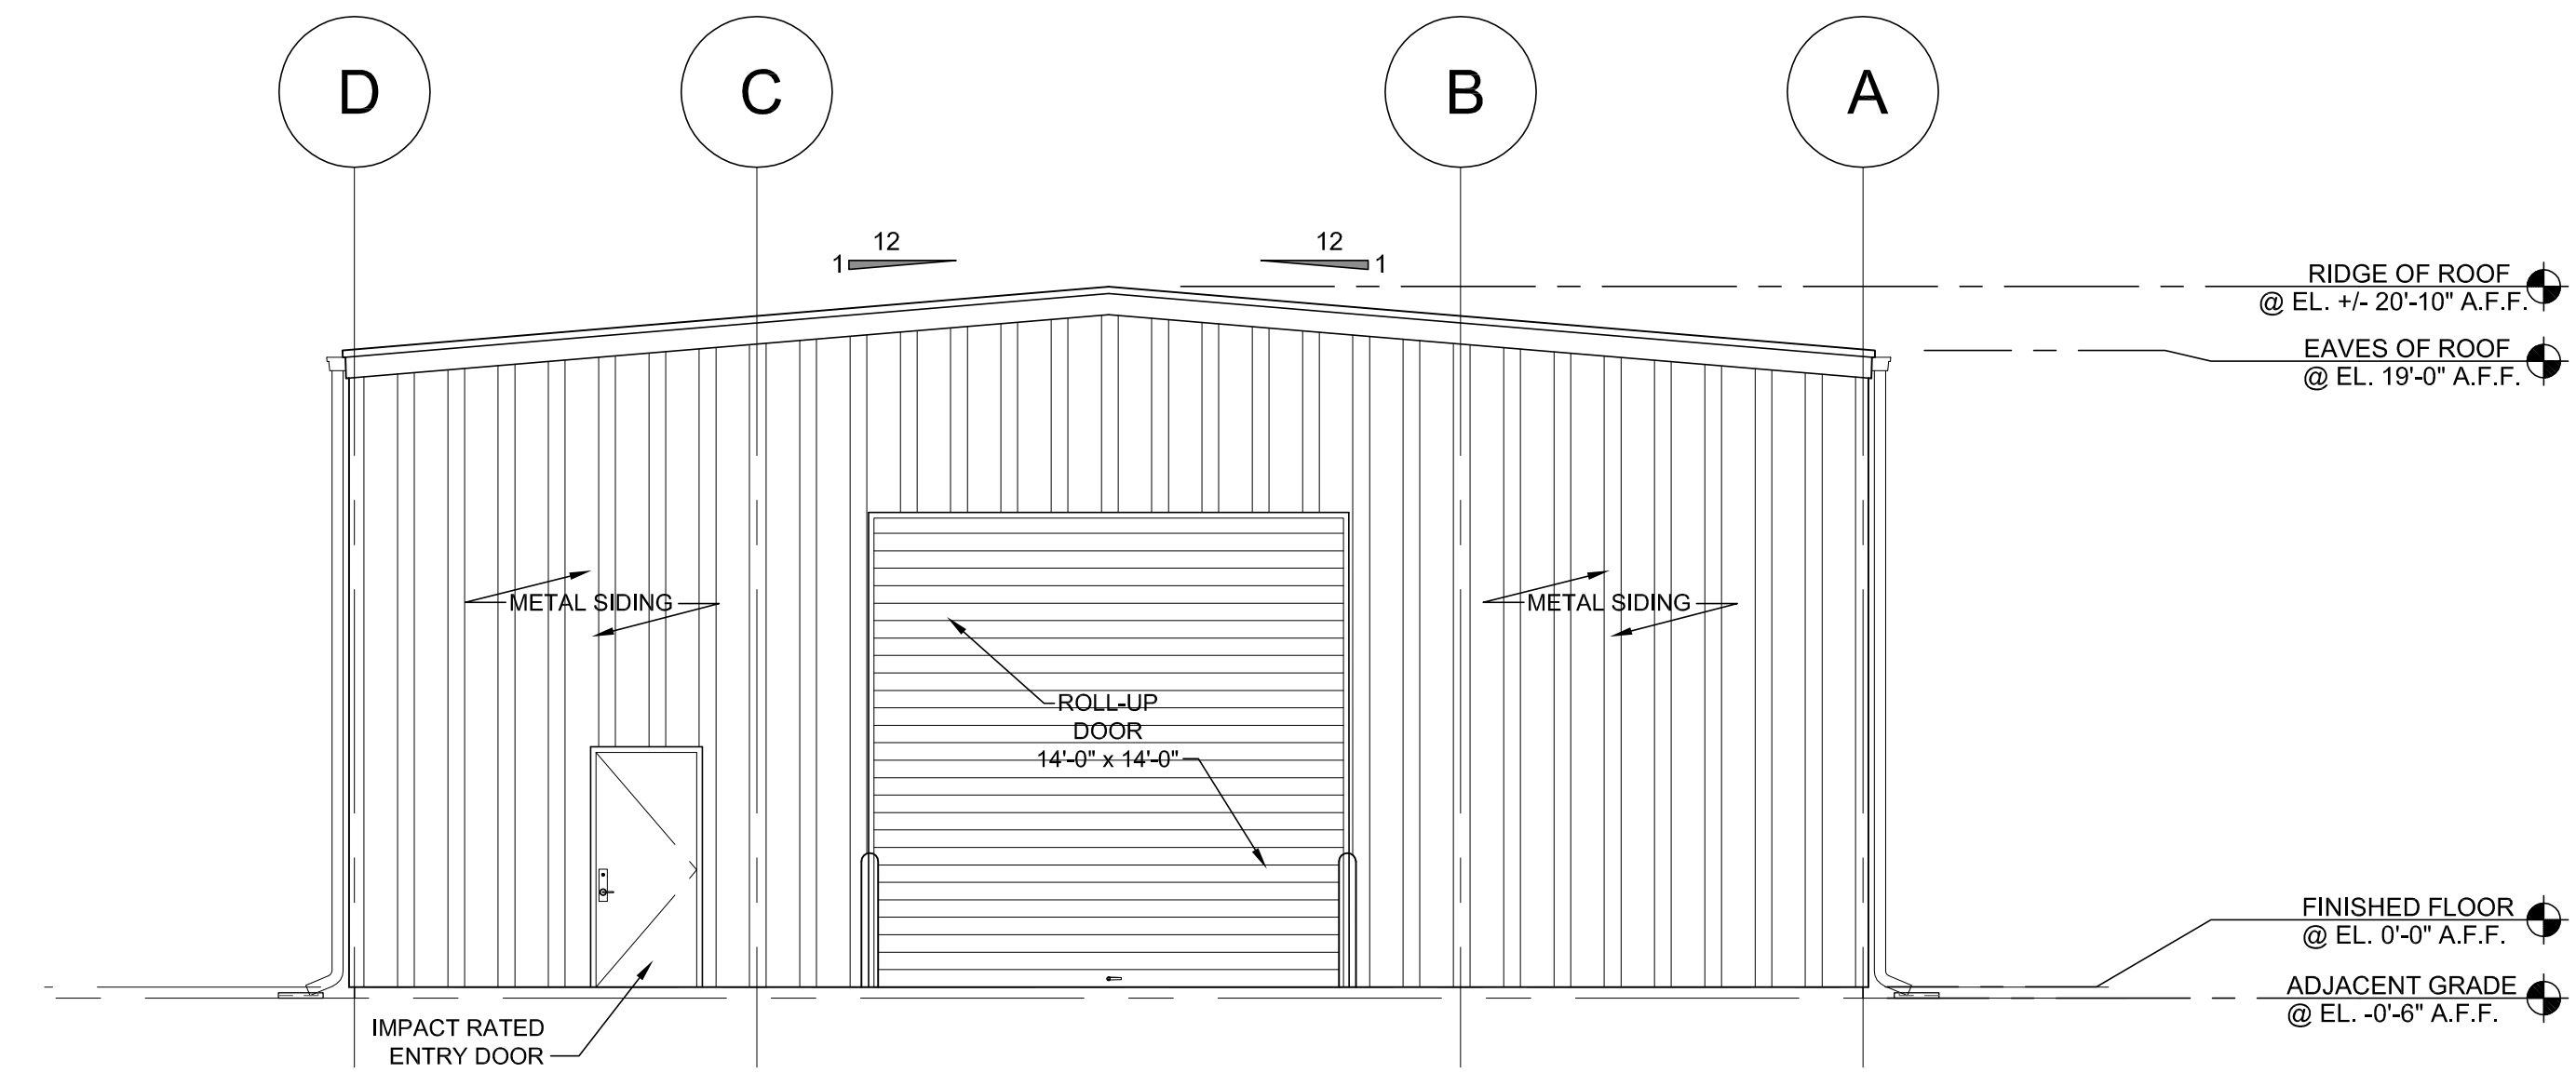 D
C
B
A
12
1
12
1
RIDGE OF ROOF
@ EL. +/- 20'-10" A.F.F.
EAVES OF ROOF
@ EL. 19'-0" A.F.F.
METAL SIDING
METAL SIDING
ROLL-UP
DOOR
14'-0" x 14'-0"
FINISHED FLOOR
@ EL. 0'-0" A.F.F.
ADJACENT GRADE
@ EL. -0'-6" A.F.F.
IMPACT RATED
ENTRY DOOR